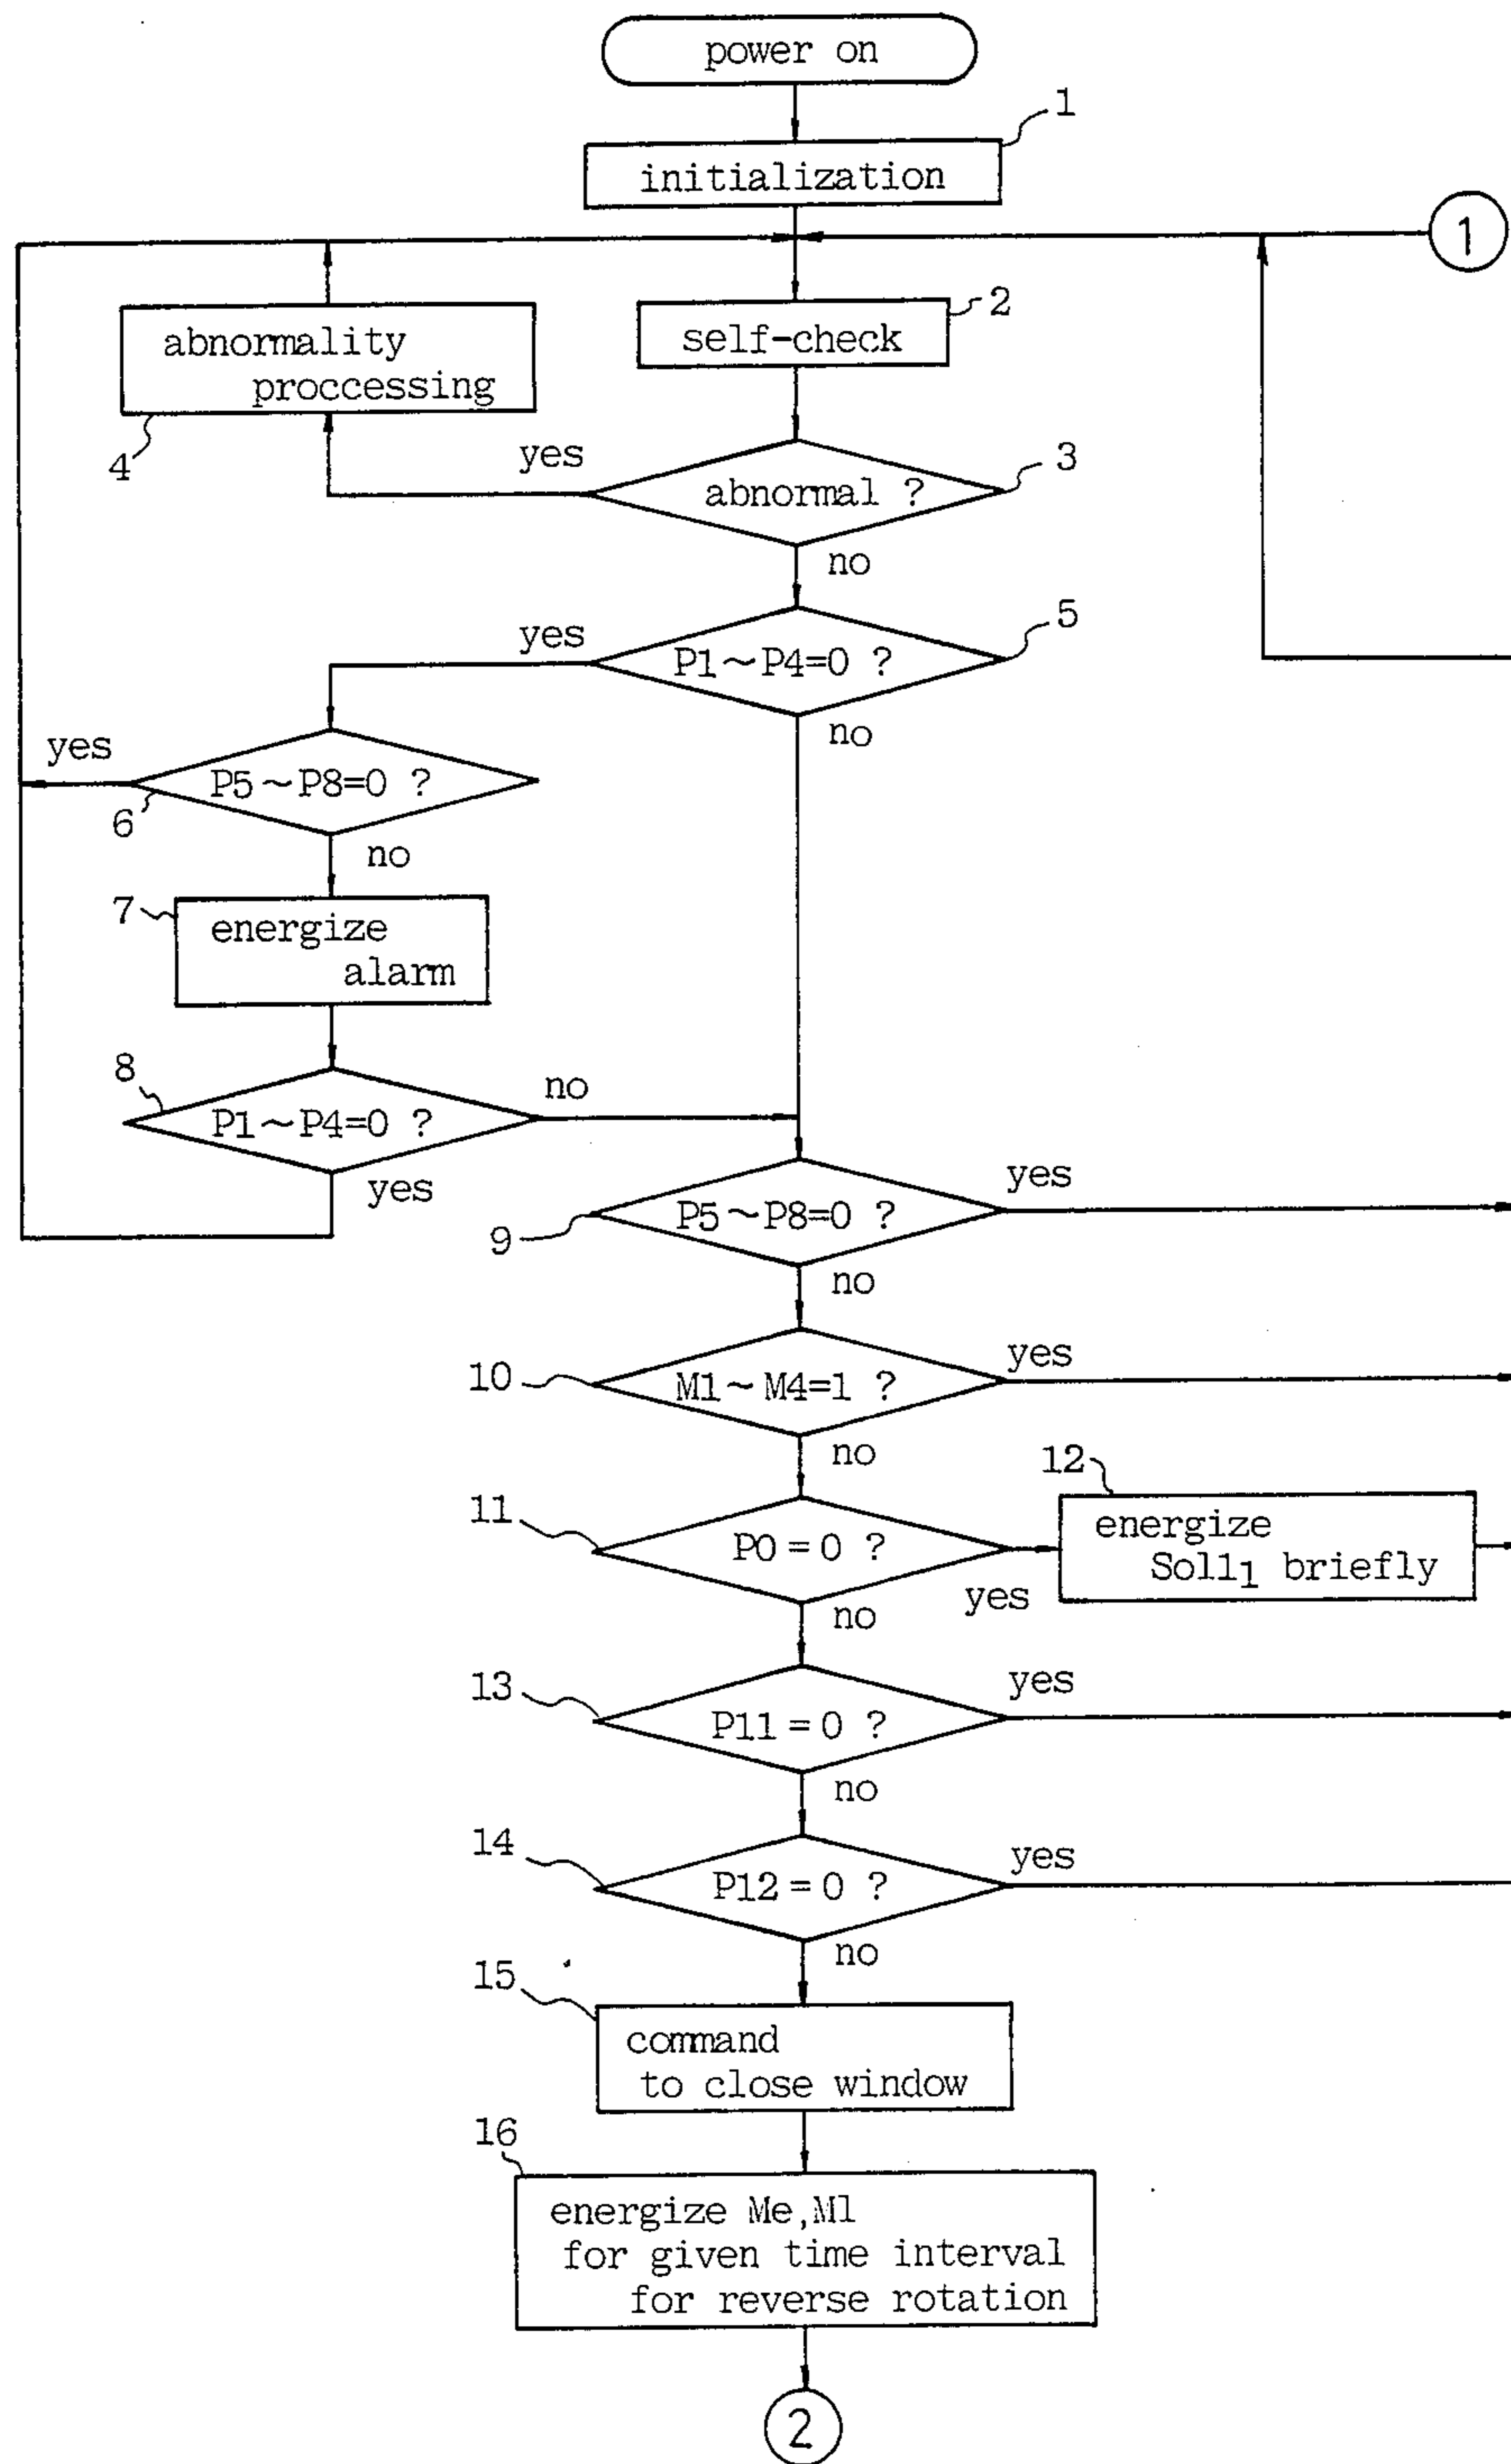 power on
1
initialization
1
2
self-check
abnormality
proccessing
4
yes
3
abnormal ?
no
5
yes
P1~P4=0 ?
no
yes
P5~P8=0 ?
6
no
7
energize
alarm
8
no
P1~P4=0 ?
yes
yes
P5~P8=0 ?
9
no
yes
10
M1~M4=1 ?
no
12
11
energize
P0=0 ?
Soll1 briefly
yes
no
13
yes
P11=0 ?
no
14
yes
P12=0 ?
no
15
command
to close window
16
energize Me,Ml
for given time interval
for reverse rotation
2